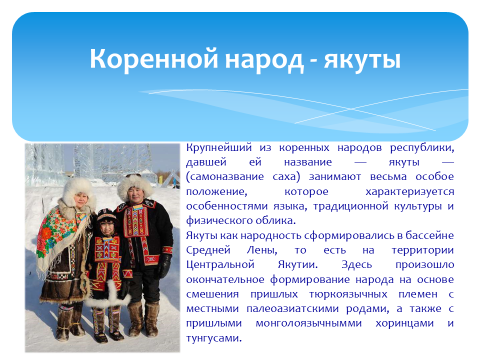 Коренной народ - якуты
Крупнейший из коренных народов республики,
давшей ей название — якуты —
(самоназвание саха) занимают весьма особое
положение, которое характеризуется
особенностями языка, традиционной культуры и
физического облика.
Якуты как народность сформировались в бассейне
Средней Лены, то есть на территории
Центральной Якутии. Здесь произошло
окончательное формирование народа на основе
смешения пришлых тюркоязычных племен с
местными палеоазиатскими родами, а также с
пришлыми монголоязычнымми хоринцами и
тунгусами.